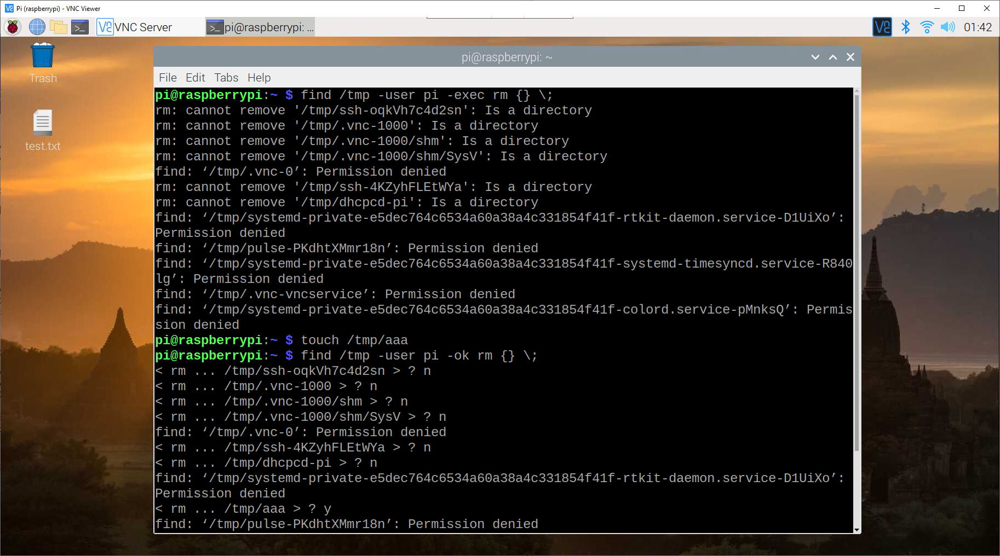 Pi (raspberrypi) - VNC Viewer
VNC Server
pi@raspberrypi: ...
01:42
Trash
test.txt
pi@raspberrypi: ~
File Edit Tabs Help
pi@raspberrypi:~ $ find /tmp -user pi -exec rm {} \;
rm: cannot remove '/tmp/ssh-oqkVh7c4d2sn': Is a directory
rm: cannot remove '/tmp/.vnc-1000': Is a directory
rm: cannot remove '/tmp/.vnc-1000/shm': Is a directory
rm: cannot remove '/tmp/.vnc-1000/shm/SysV': Is a directory
find: ‘/tmp/.vnc-0’: Permission denied
rm: cannot remove '/tmp/ssh-4KZyhFLEtWYa': Is a directory
rm: cannot remove '/tmp/dhcpcd-pi': Is a directory
find: ‘/tmp/systemd-private-e5dec764c6534a60a38a4c331854f41f-rtkit-daemon.service-D1UiXo’:
Permission denied
find: ‘/tmp/pulse-PKdhtXMmr18n’: Permission denied
find: ‘/tmp/systemd-private-e5dec764c6534a60a38a4c331854f41f-systemd-timesyncd.service-R840
lg’: Permission denied
find: ‘/tmp/.vnc-vncservice’: Permission denied
find: ‘/tmp/systemd-private-e5dec764c6534a60a38a4c331854f41f-colord.service-pMnksQ’: Permis
sion denied
pi@raspberrypi:~ $ touch /tmp/aaa
pi@raspberrypi:~ $ find /tmp -user pi -ok rm {} \;
< rm ... /tmp/ssh-oqkVh7c4d2sn > ? n
< rm ... /tmp/.vnc-1000 > ? n
< rm ... /tmp/.vnc-1000/shm > ? n
< rm ... /tmp/.vnc-1000/shm/SysV > ? n
find: ‘/tmp/.vnc-0’: Permission denied
< rm ... /tmp/ssh-4KZyhFLEtWYa > ? n
< rm ... /tmp/dhcpcd-pi > ? n
find: ‘/tmp/systemd-private-e5dec764c6534a60a38a4c331854f41f-rtkit-daemon.service-D1UiXo’:
Permission denied
< rm ... /tmp/aaa > ? y
find: ‘/tmp/pulse-PKdhtXMmr18n’: Permission denied